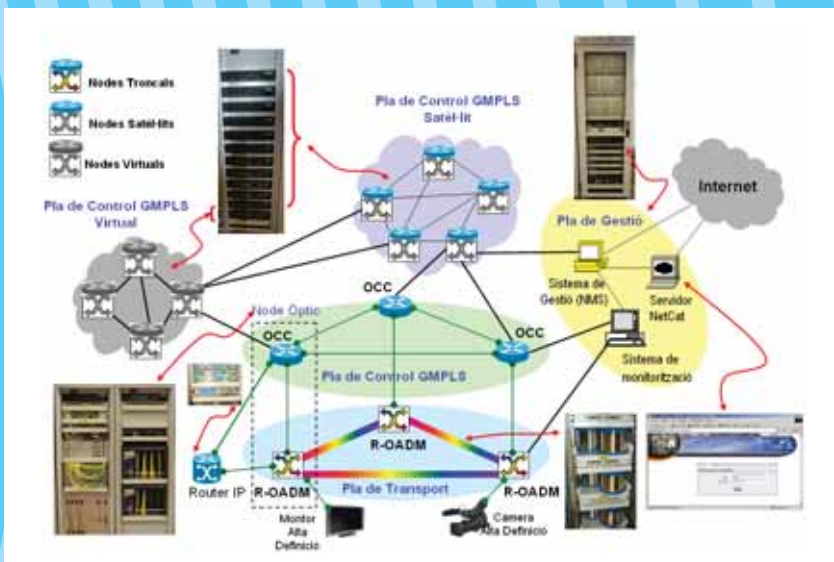 Nodes Troncals
Nodes Satèl·lits
Nodes Virtuals
Pla de Control GMPLS
Satèl·lit
Internet
Pla de Control GMPLS
Virtual
Pla de Gestió
Sistema de
Gestió (NMS)
Servidor
NetCat
Node Òptic
OCC
OCC
OCC
Sistema de
monitorització
Pla de Control GMPLS
R-OADM
Router IP
R-OADM
Pla de Transport
R-OADM
Monitor
Alta
Definició
Càmera
Alta Definició